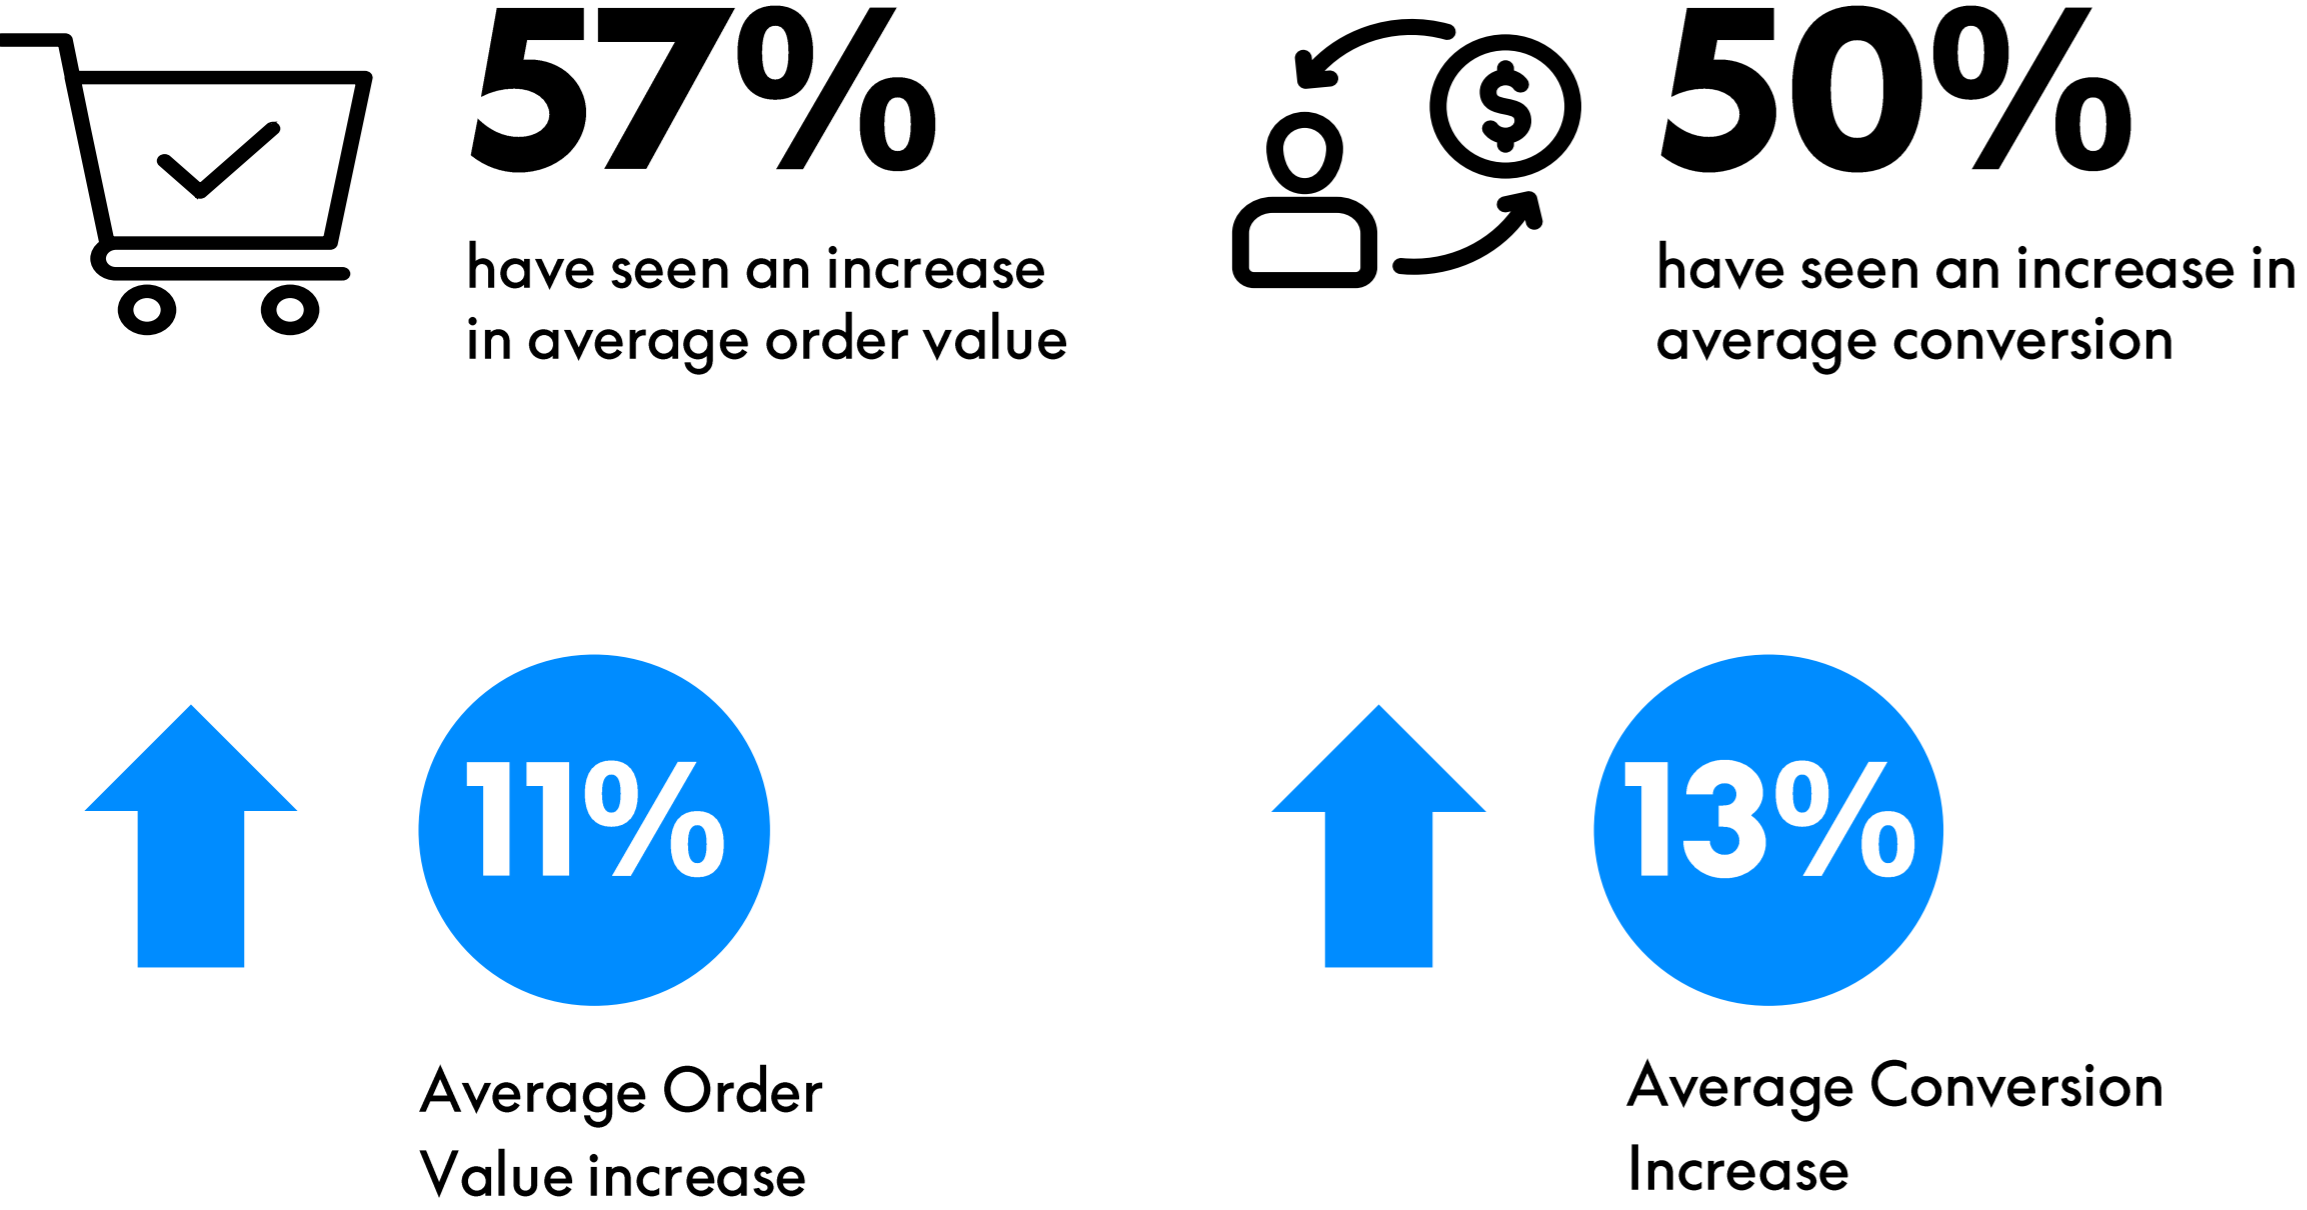 57%
have seen an increase
in average order value
50%
have seen an increase in
average conversion
11%
Average Order
Value increase
13%
Average Conversion
Increase